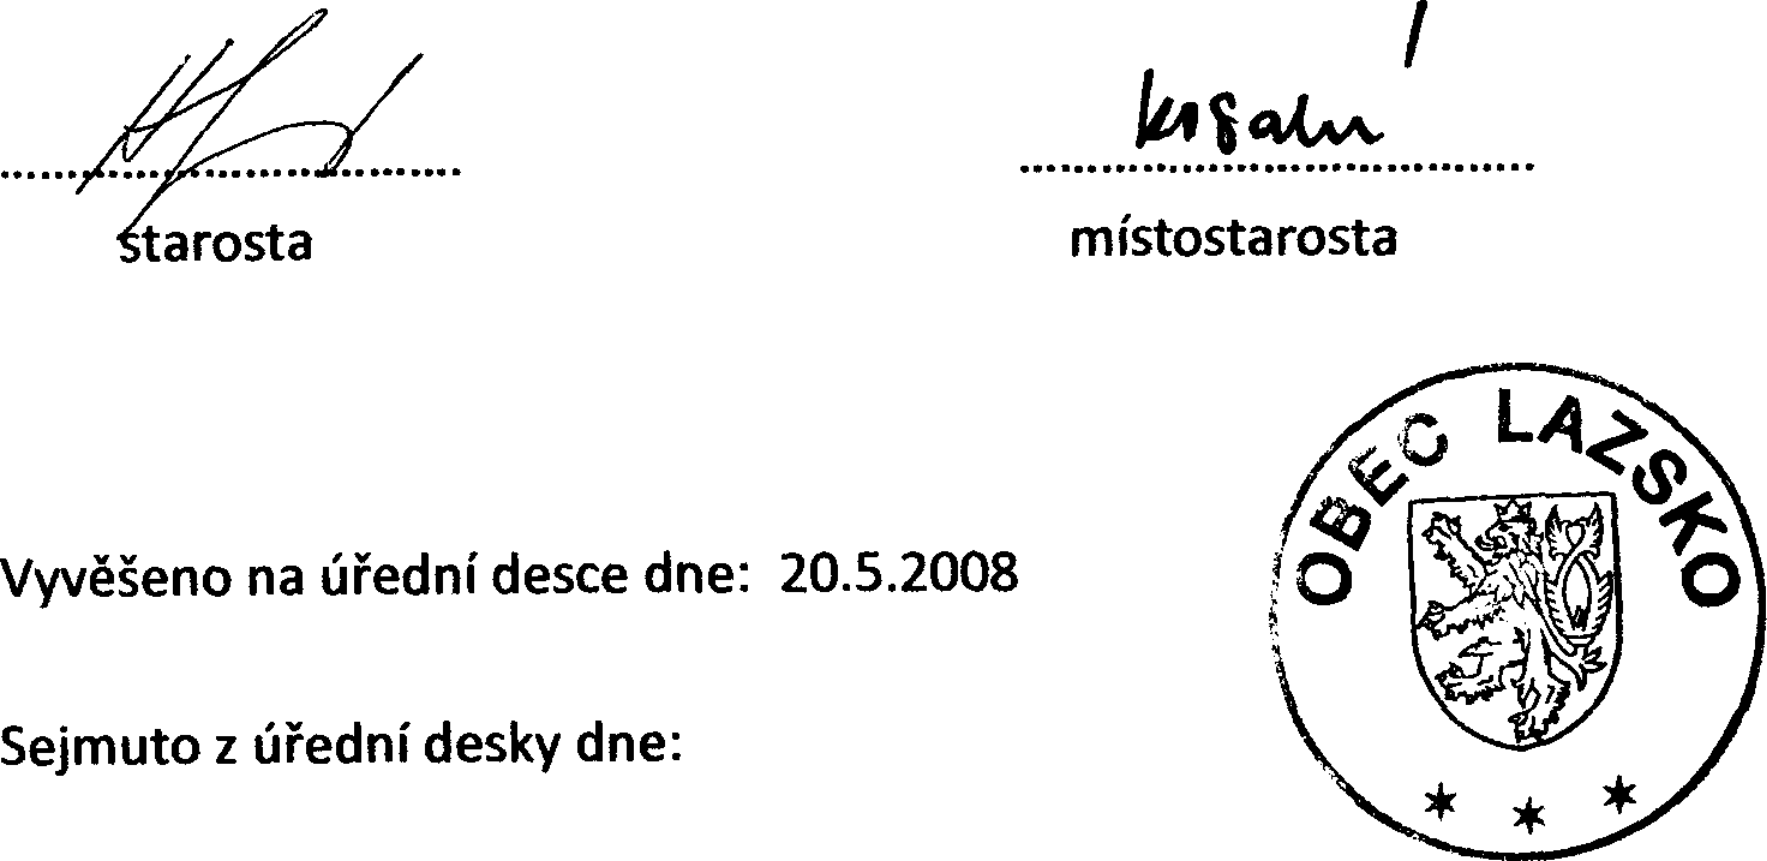 starosta místostarosta
OBEC LAZSKO
Vyvěšeno na úřední desce dne: 20.5.2008
Sejmuto z úřední desky dne: